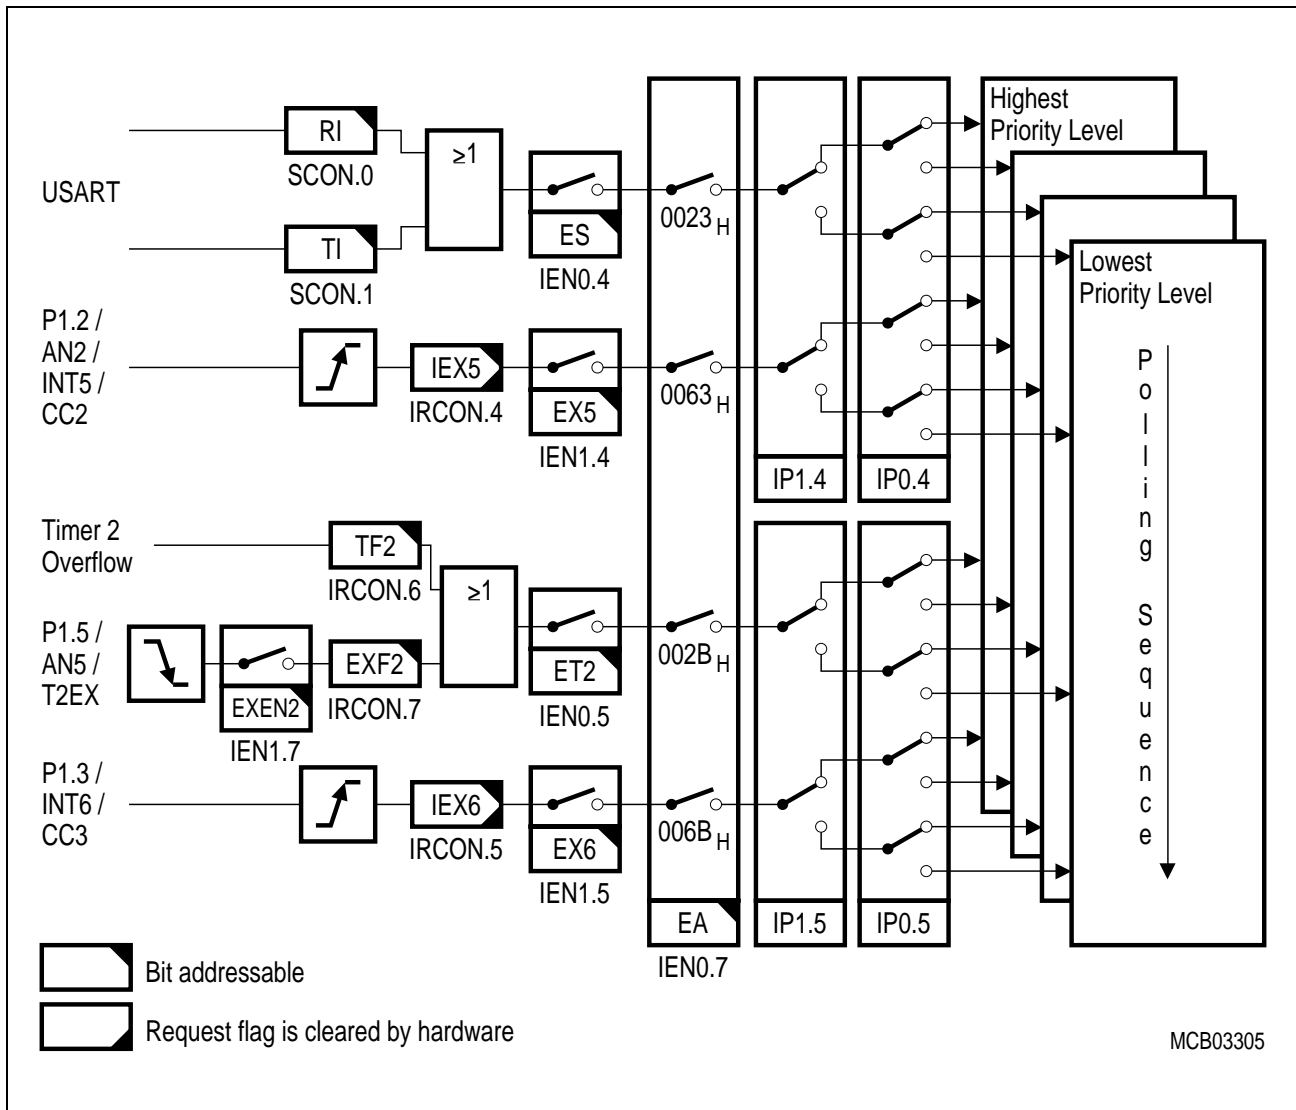 Highest
Priority Level
RI
SCON.0
≥1
USART
ES
IEN0.4
0023 H
TI
SCON.1
Lowest
Priority Level
P1.2 /
AN2 /
INT5 /
CC2
IEX5
IRCON.4
EX5
IEN1.4
0063 H
IP1.4
IP0.4
Polling Sequence
Timer 2
Overflow
TF2
IRCON.6
≥1
P1.5 /
AN5 /
T2EX
EXEN2
IEN1.7
EXF2
IRCON.7
ET2
IEN0.5
002B H
P1.3 /
INT6 /
CC3
IEX6
IRCON.5
EX6
IEN1.5
006B H
EA
IEN0.7
IP1.5
IP0.5
Bit addressable
Request flag is cleared by hardware
MCB03305